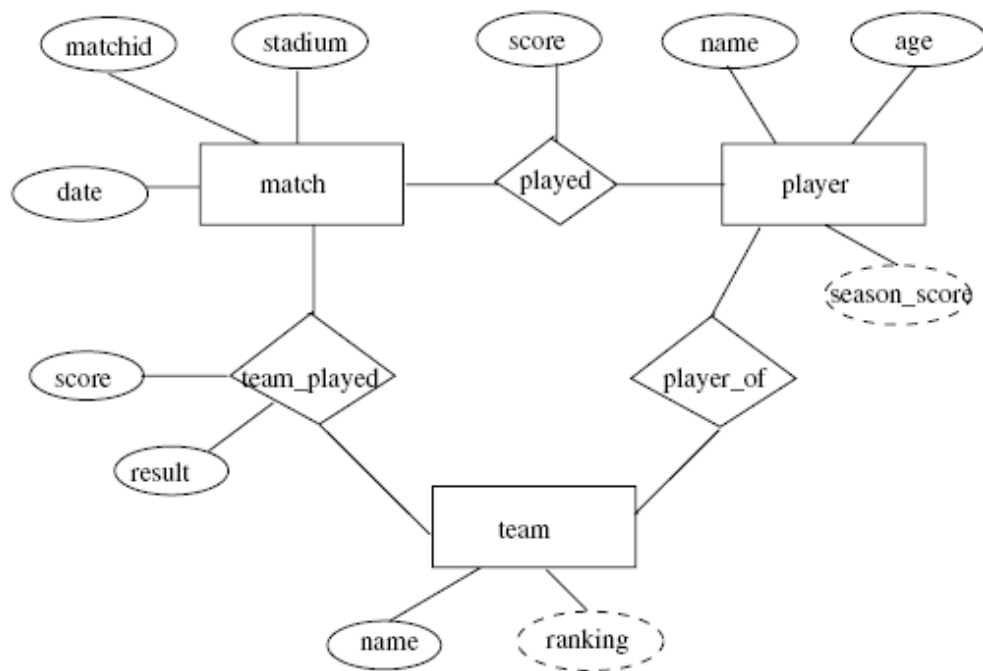 matchid
stadium
score
name
age
date
match
played
player
season_score
score
team_played
player_of
result
team
name
ranking